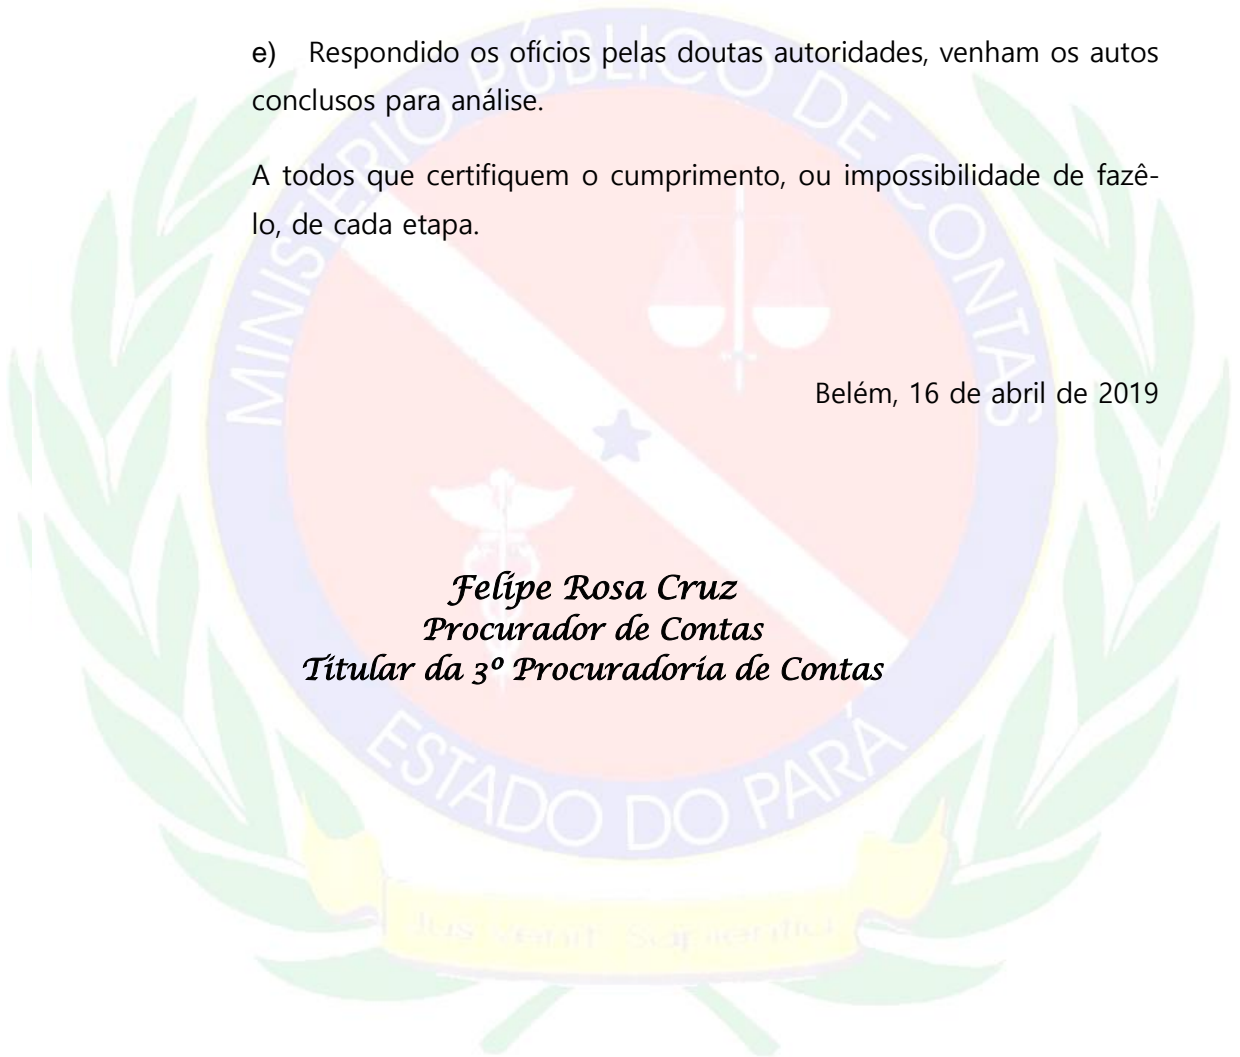 e) Respondido os ofícios pelas doutas autoridades, venham os autos
conclusos para análise.
A todos que certifiquem o cumprimento, ou impossibilidade de fazê-
lo, de cada etapa.
MINISTÉRIO PÚBLICO DE CONTAS
Belém, 16 de abril de 2019
Felipe Rosa Cruz
Procurador de Contas
Titular da 3º Procuradoria de Contas
ESTADO DO PARÁ